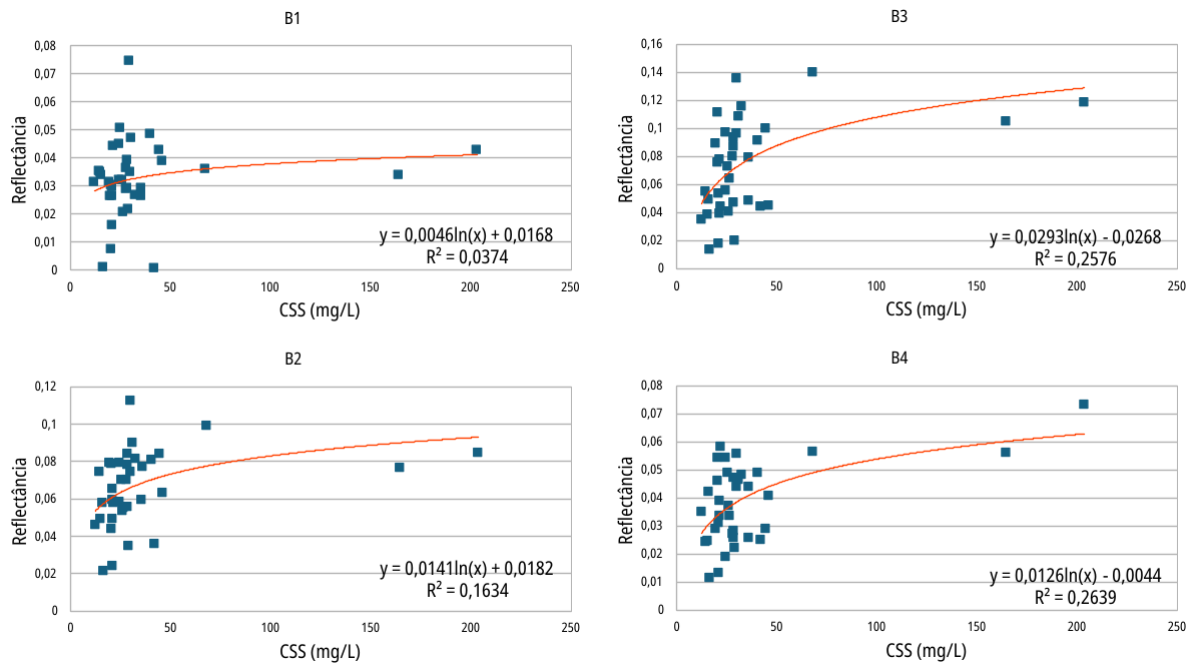 B1
0,08
0,07
0,06
0,05
0,04
0,03
0,02
0,01
0
Reflectância
y = 0,0046ln(x) + 0,0168
R² = 0,0374
0 50 100 150 200 250
CSS (mg/L)
B3
0,16
0,14
0,12
0,1
0,08
0,06
0,04
0,02
0
Reflectância
y = 0,0293ln(x) - 0,0268
R² = 0,2576
0 50 100 150 200 250
CSS (mg/L)
B2
0,12
0,1
0,08
0,06
0,04
0,02
0
Reflectância
y = 0,0141ln(x) + 0,0182
R² = 0,1634
0 50 100 150 200 250
CSS (mg/L)
B4
0,08
0,07
0,06
0,05
0,04
0,03
0,02
0,01
0
Reflectância
y = 0,0126ln(x) - 0,0044
R² = 0,2639
0 50 100 150 200 250
CSS (mg/L)